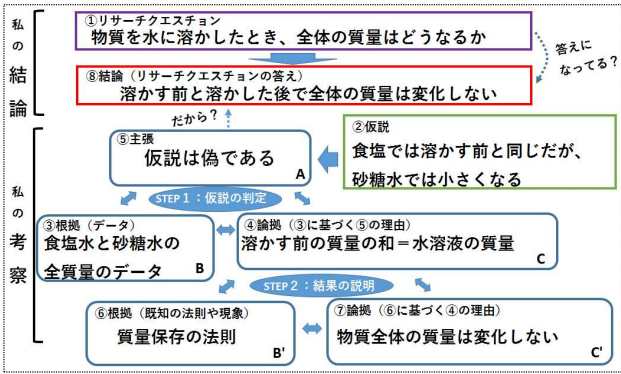 私の結論
①リサーチクエスチョン
物質を水に溶かしたとき、全体の質量はどうなるか
答えに
なってる?
⑧結論(リサーチクエスチョンの答え)
溶かす前と溶かした後で全体の質量は変化しない
だから?
私の考察
⑤主張
仮説は偽である
A
②仮説
食塩では溶かす前と同じだが、
砂糖水では小さくなる
STEP1:仮説の判定
③根拠(データ)
食塩水と砂糖水の
全質量のデータ
B
④論拠(③に基づく⑤の理由)
溶かす前の質量の和=水溶液の質量
C
STEP2:結果の説明
⑥根拠(既知の法則や現象)
質量保存の法則
B'
⑦論拠(⑥に基づく④の理由)
物質全体の質量は変化しない
C'